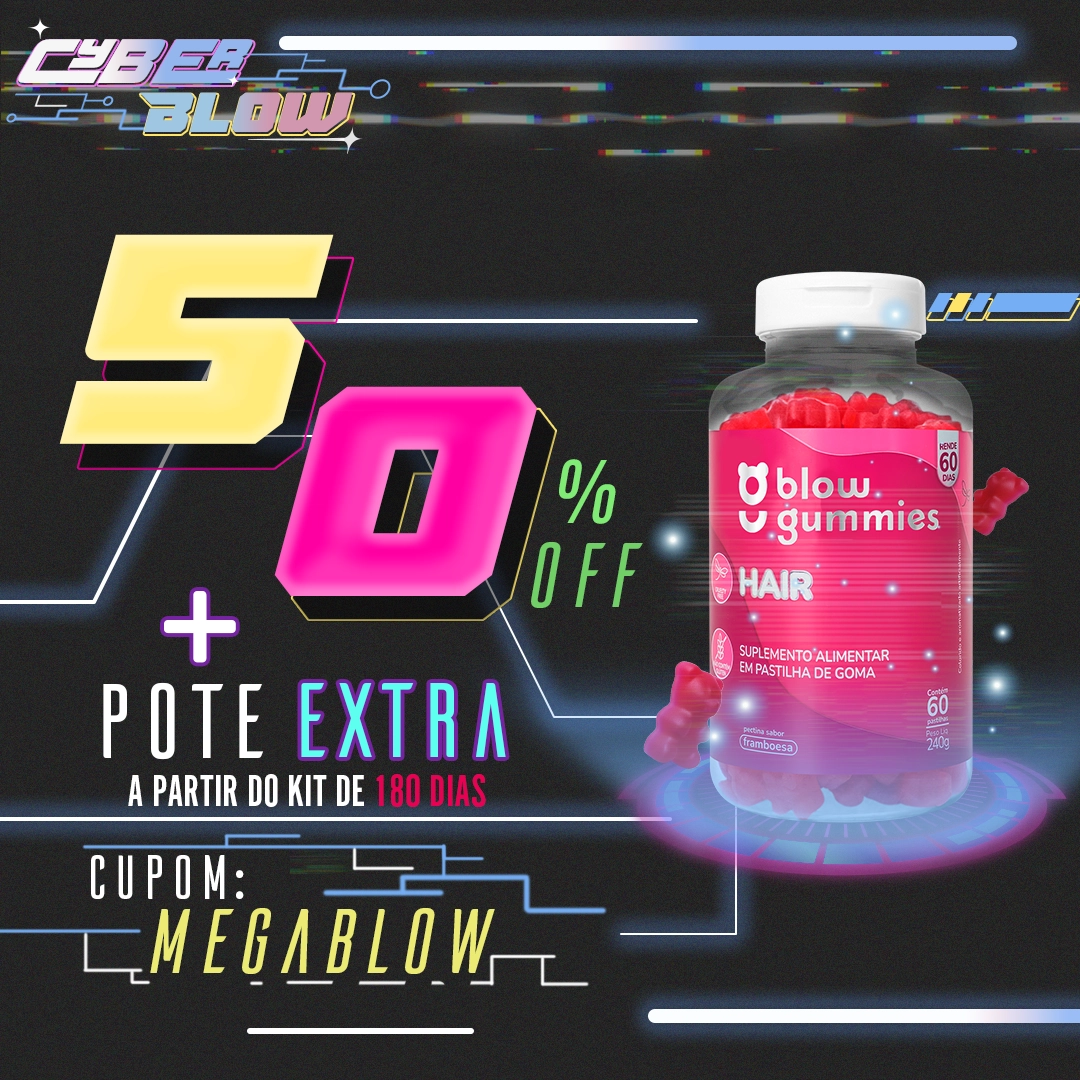 CYBER
BLOW
50
%
OFF
+
POTE EXTRA
A PARTIR DO KIT DE 180 DIAS
CUPOM:
MEGABLOW
RENDE
60
DIAS
blow
gummies
HAIR
SUPLEMENTO ALIMENTAR
EM PASTILHA DE GOMA
pectina sabor
framboesa
Contém
60
pastilhas
Peso Liq
240g